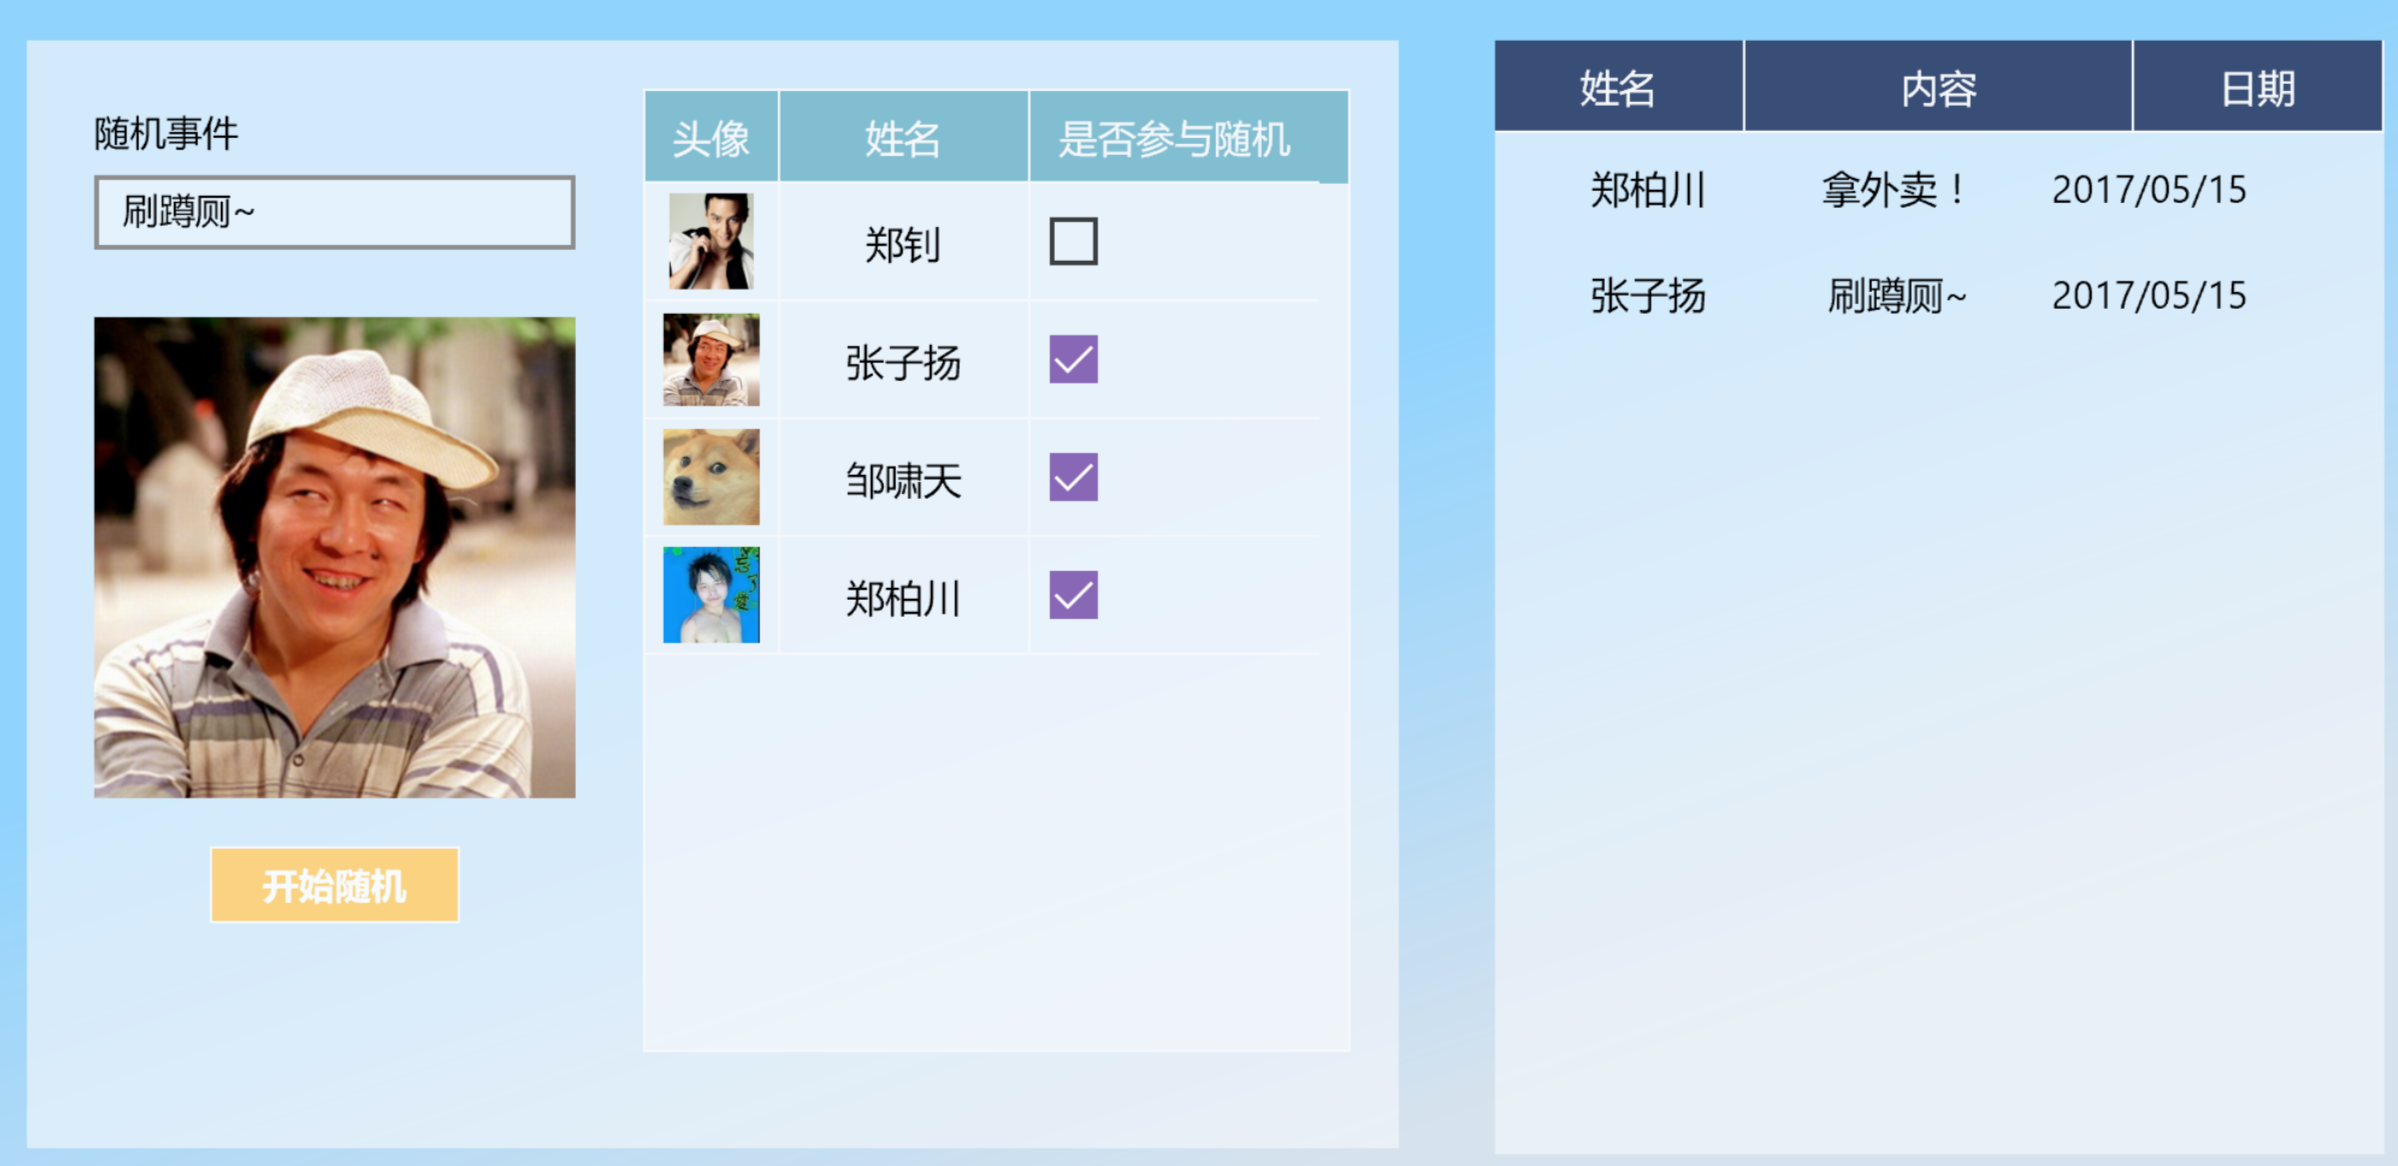 随机事件
刷蹲厕~
开始随机
头像 姓名 是否参与随机
郑钊
张子扬
邹啸天
郑柏川
姓名 内容 日期
郑柏川 拿外卖！ 2017/05/15
张子扬 刷蹲厕~ 2017/05/15